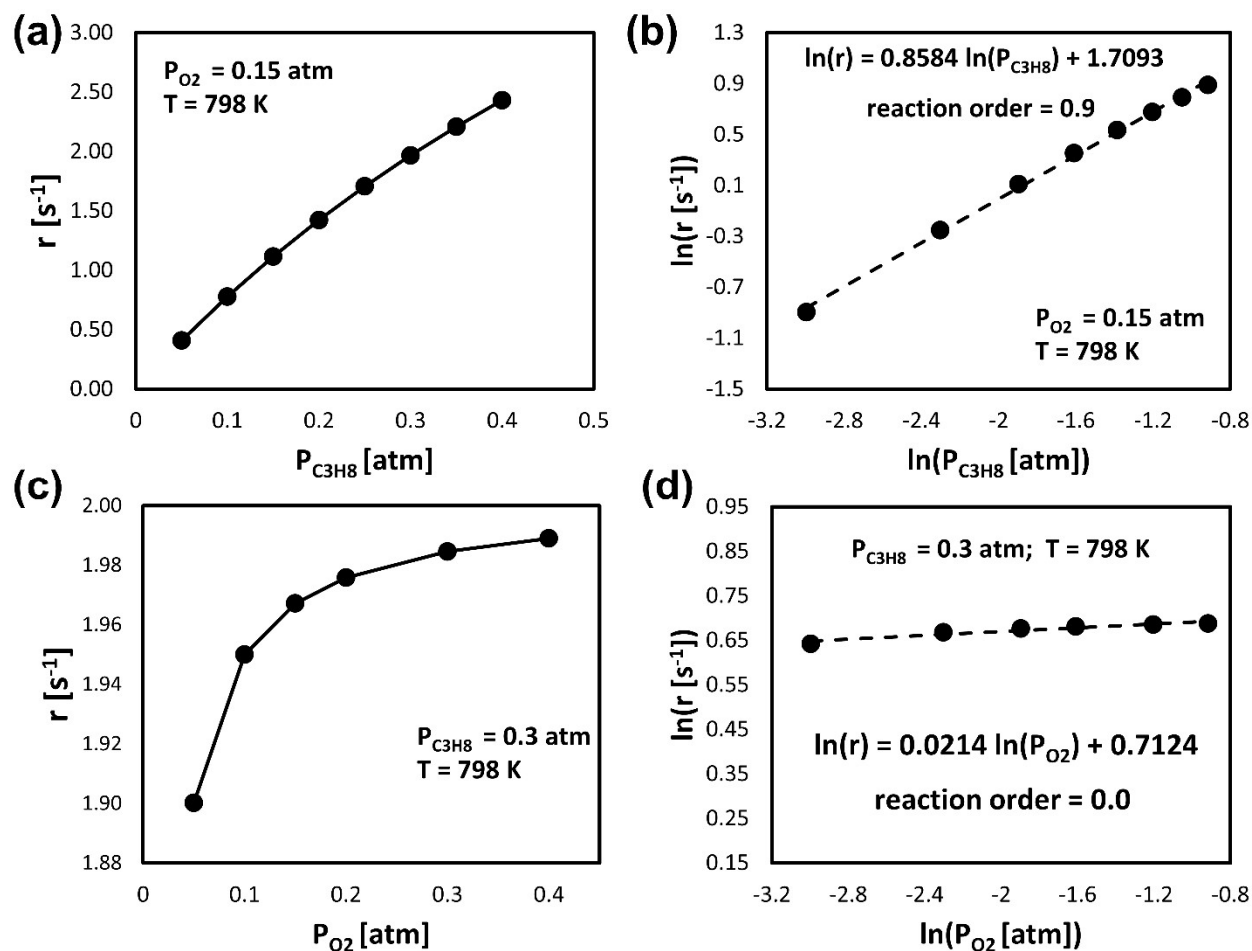 (a)
3.00
2.50
2.00
1.50
1.00
0.50
0.00
r [s⁻¹]
P_O2 = 0.15 atm
T = 798 K
0 0.1 0.2 0.3 0.4 0.5
P_C3H8 [atm]
(b)
1.3
0.9
0.5
0.1
-0.3
-0.7
-1.1
-1.5
ln(r [s⁻¹])
ln(r) = 0.8584 ln(P_C3H8) + 1.7093
reaction order = 0.9
P_O2 = 0.15 atm
T = 798 K
-3.2 -2.8 -2.4 -2 -1.6 -1.2 -0.8
ln(P_C3H8 [atm])
(c)
2.00
1.98
1.96
1.94
1.92
1.90
1.88
r [s⁻¹]
P_C3H8 = 0.3 atm
T = 798 K
0 0.1 0.2 0.3 0.4
P_O2 [atm]
(d)
0.95
0.85
0.75
0.65
0.55
0.45
0.35
0.25
0.15
ln(r [s⁻¹])
P_C3H8 = 0.3 atm; T = 798 K
ln(r) = 0.0214 ln(P_O2) + 0.7124
reaction order = 0.0
-3.2 -2.8 -2.4 -2 -1.6 -1.2 -0.8
ln(P_O2 [atm])